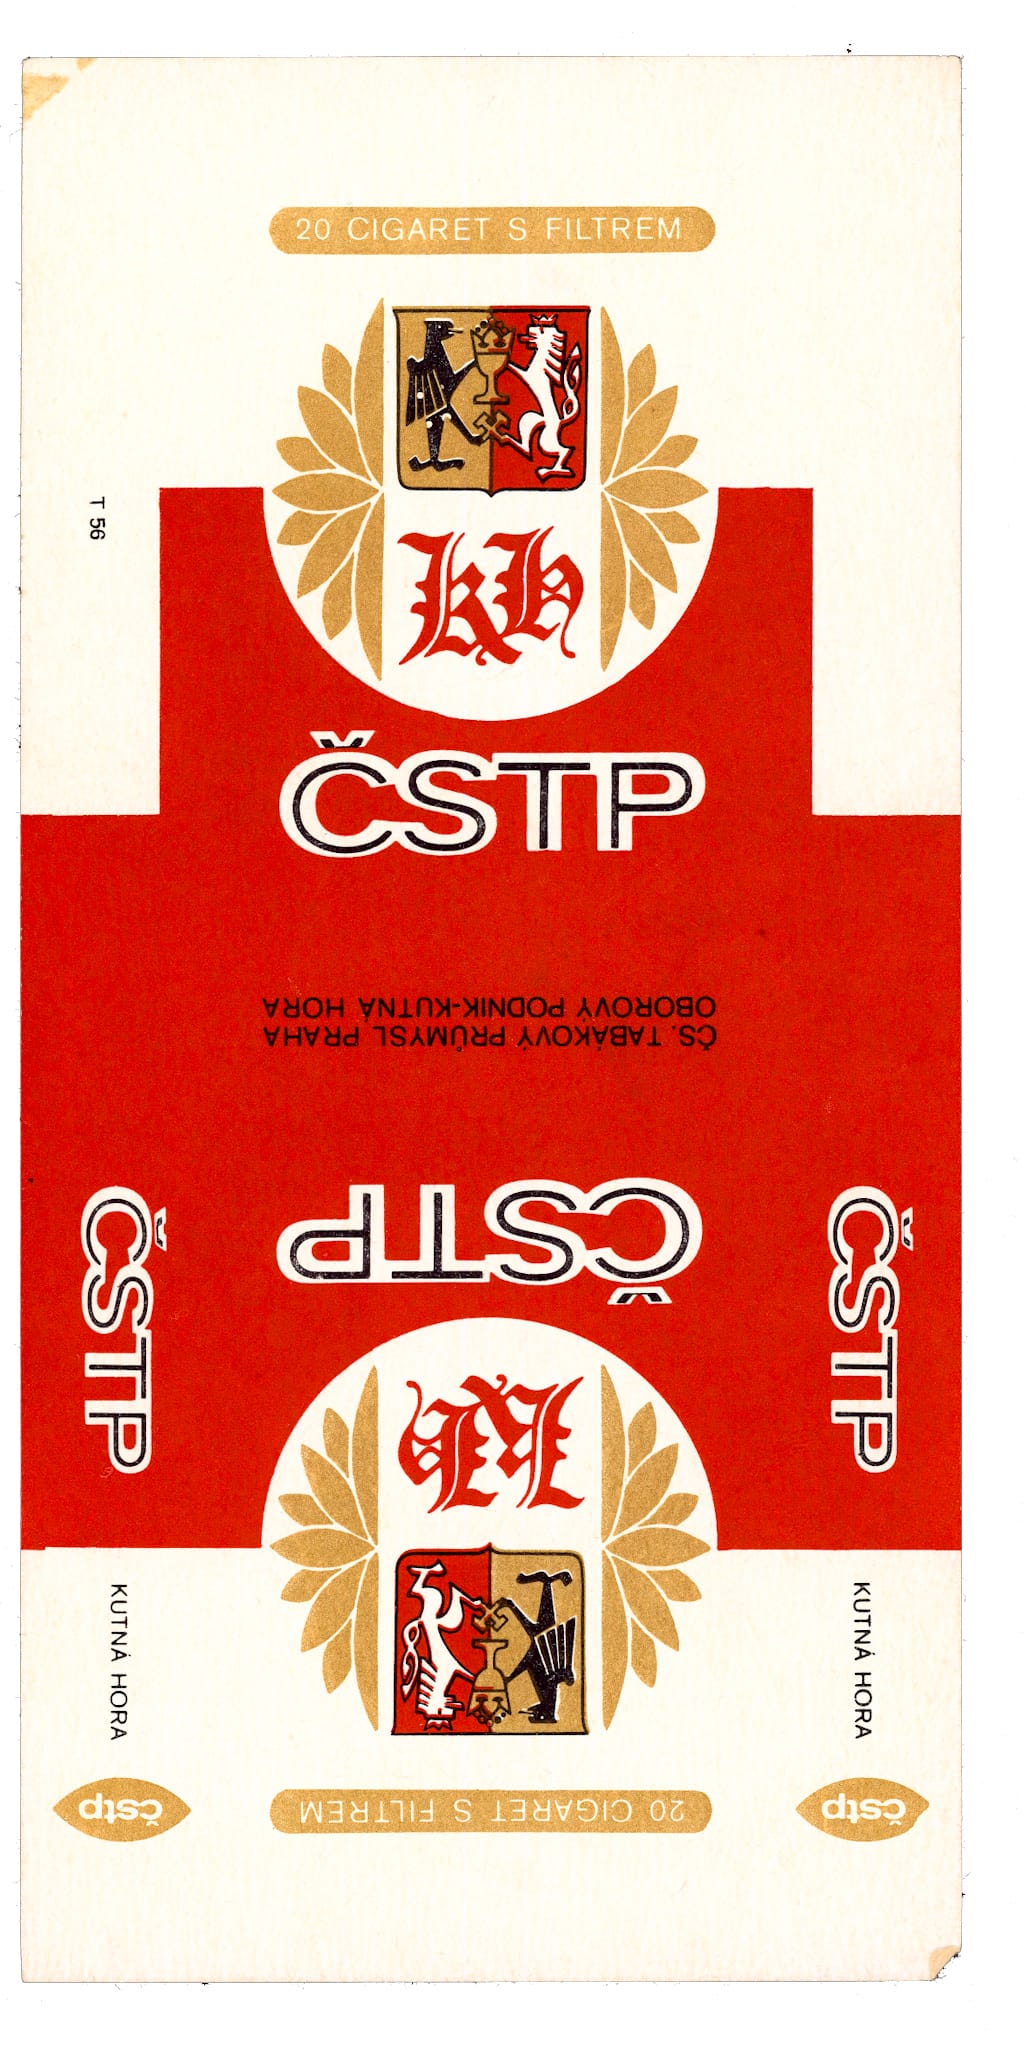 20 CIGARET S FILTREM
T 56
kh
ČSTP
ČS. TABÁKOVÝ PRŮMYSL PRAHA
OBOROVÝ PODNIK-KUTNÁ HORA
ČSTP
ČSTP
ČSTP
kh
KUTNÁ HORA
KUTNÁ HORA
čstp
20 CIGARET S FILTREM
čstp